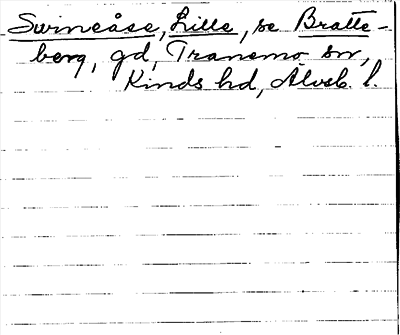 Swineåse, Lille, se Bratte-
berg, gd, Tranemo sn,
Kinds hd, Älvsb. l.